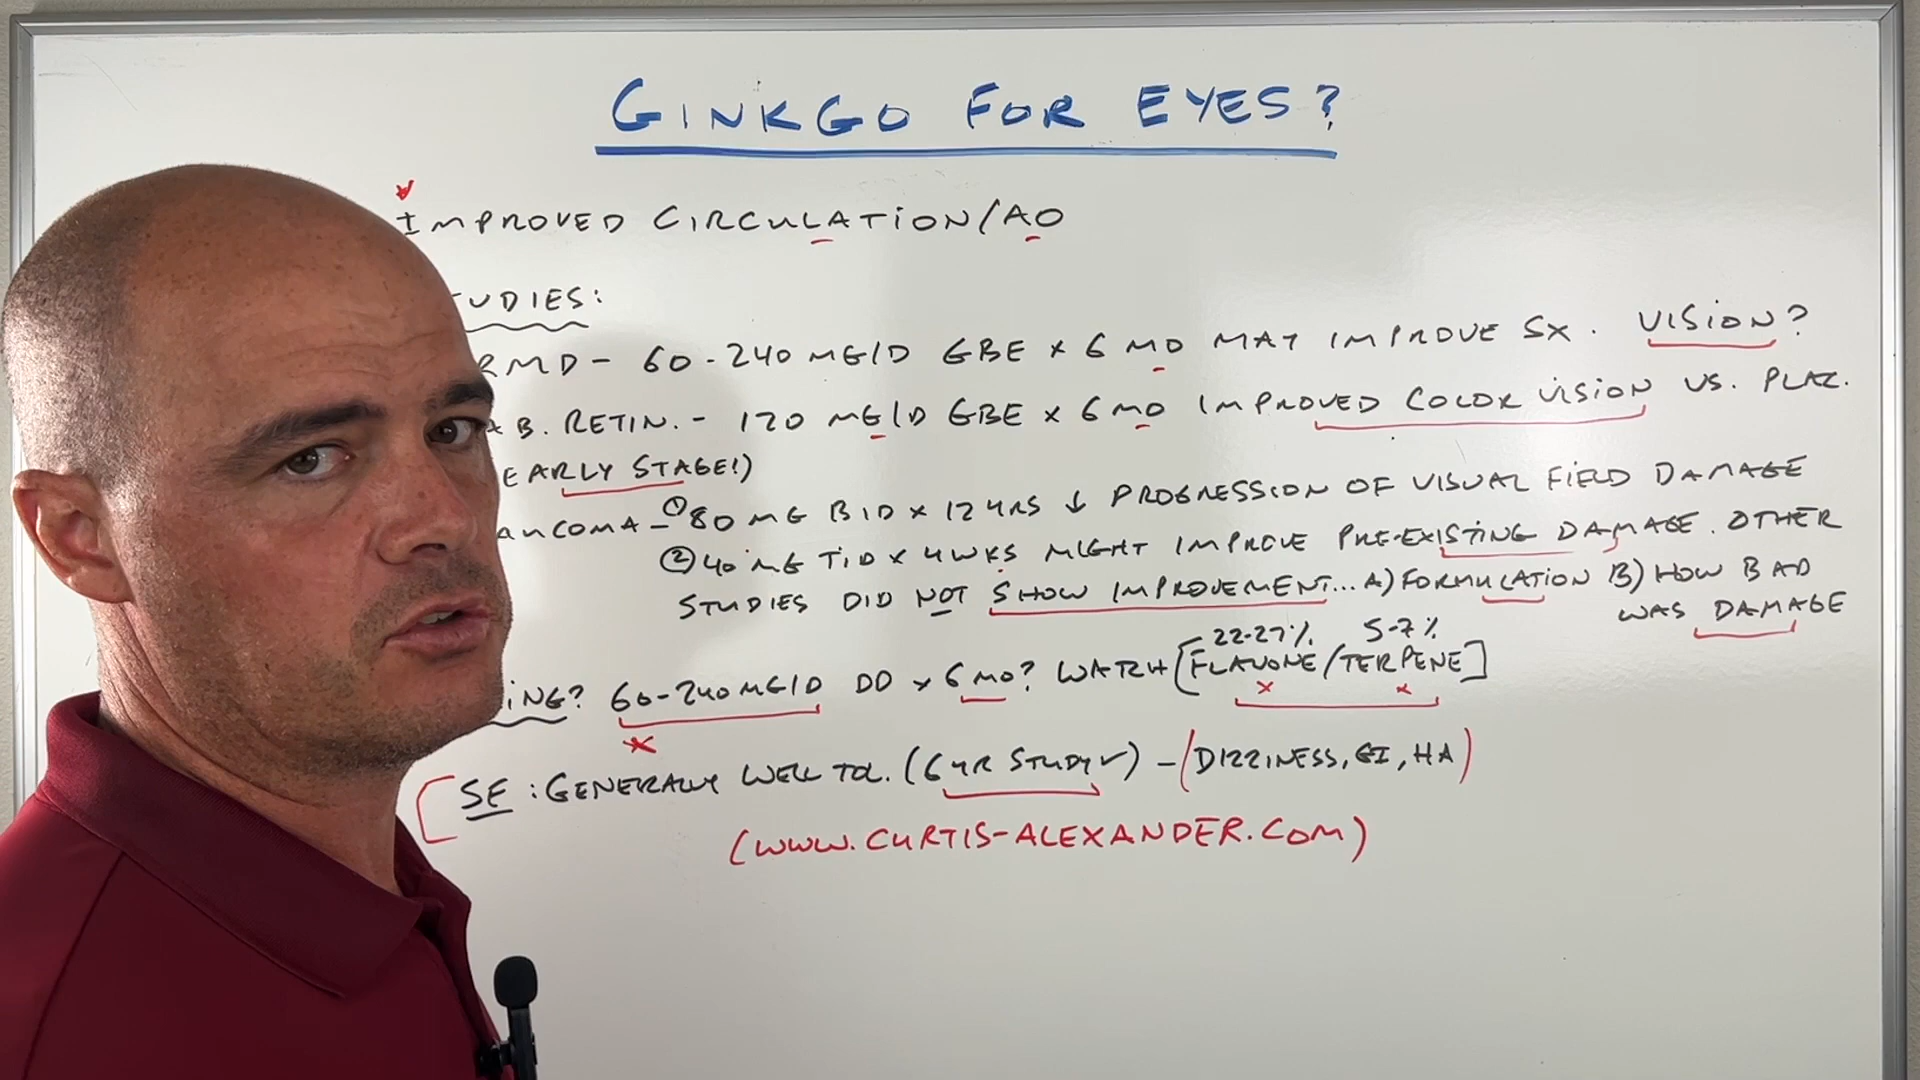 GINKGO FOR EYES?
IMPROVED CIRCULATION/AO
TUDIES:
RMD - 60-240 MG/D GBE x 6 MO MAY IMPROVE SX. VISION?
B. RETIN. - 120 MG/D GBE x 6 MO IMPROVED COLOR VISION VS. PLAC.
EARLY STAGE!)
AUCOMA - ① 80 MG BID x 12 YRS ↓ PROGRESSION OF VISUAL FIELD DAMAGE
② 40 MG TID x 4 WKS MIGHT IMPROVE PRE-EXISTING DAMAGE. OTHER
STUDIES DID NOT SHOW IMPROVEMENT... A) FORMULATION B) HOW BAD
WAS DAMAGE
22-27% 5-7%
ING? 60-240 MG/D DD x 6 MO? WATCH [FLAVONE/TERPENE]
SE: GENERALLY WELL TOL. (6 YR STUDY ✓) - (DIZZINESS, GI, HA)
(WWW.CURTIS-ALEXANDER.COM)